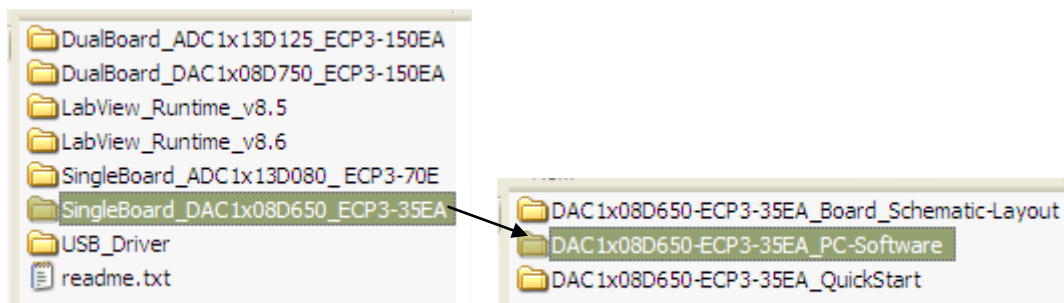 DualBoard_ADC1x13D125_ECP3-150EA
DualBoard_DAC1x08D750_ECP3-150EA
LabView_Runtime_v8.5
LabView_Runtime_v8.6
SingleBoard_ADC1x13D080_ECP3-70E
SingleBoard_DAC1x08D650_ECP3-35EA
USB_Driver
readme.txt
DAC1x08D650-ECP3-35EA_Board_Schematic-Layout
DAC1x08D650-ECP3-35EA_PC-Software
DAC1x08D650-ECP3-35EA_QuickStart